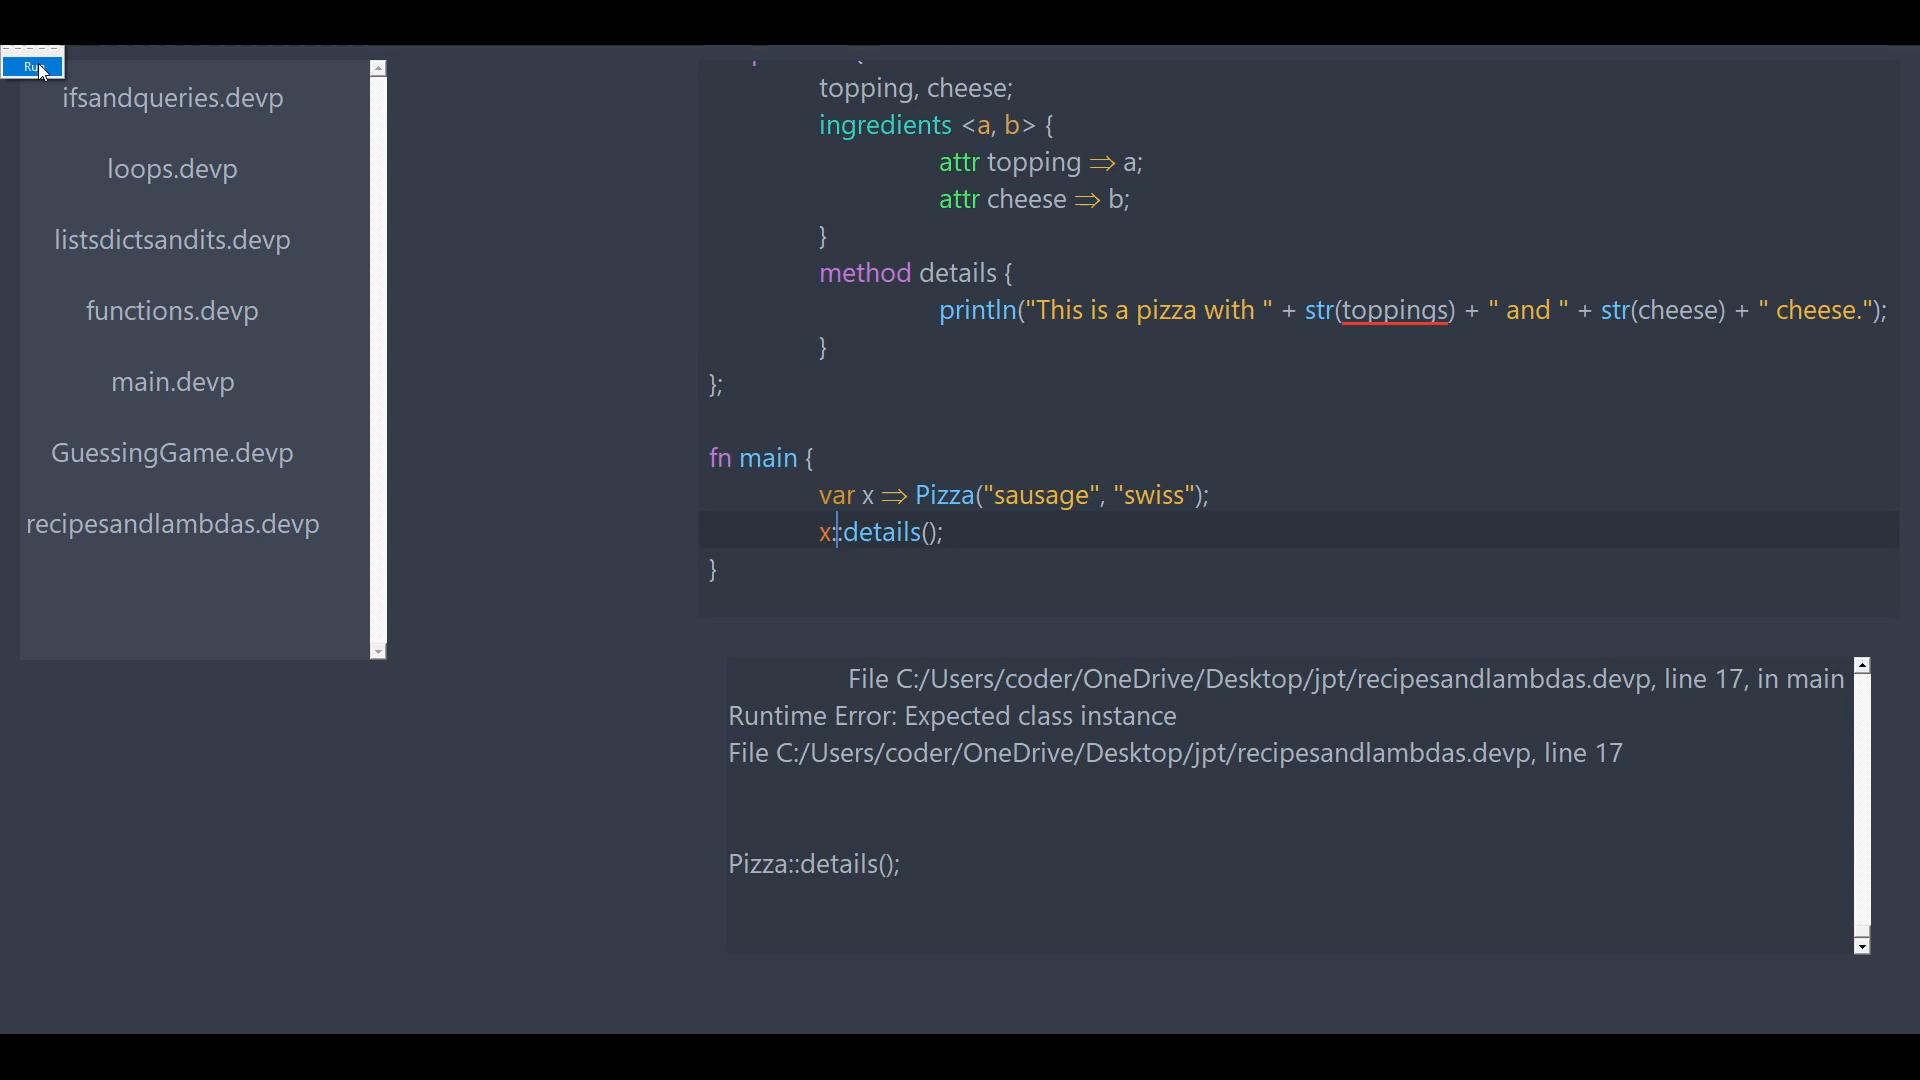 Run
ifsandqueries.devp
loops.devp
listsdictsandits.devp
functions.devp
main.devp
GuessingGame.devp
recipesandlambdas.devp
topping, cheese;
ingredients <a, b> {
attr topping => a;
attr cheese => b;
}
method details {
println("This is a pizza with " + str(toppings) + " and " + str(cheese) + " cheese.");
}
};
fn main {
var x => Pizza("sausage", "swiss");
x::details();
}
File C:/Users/coder/OneDrive/Desktop/jpt/recipesandlambdas.devp, line 17, in main
Runtime Error: Expected class instance
File C:/Users/coder/OneDrive/Desktop/jpt/recipesandlambdas.devp, line 17
Pizza::details();